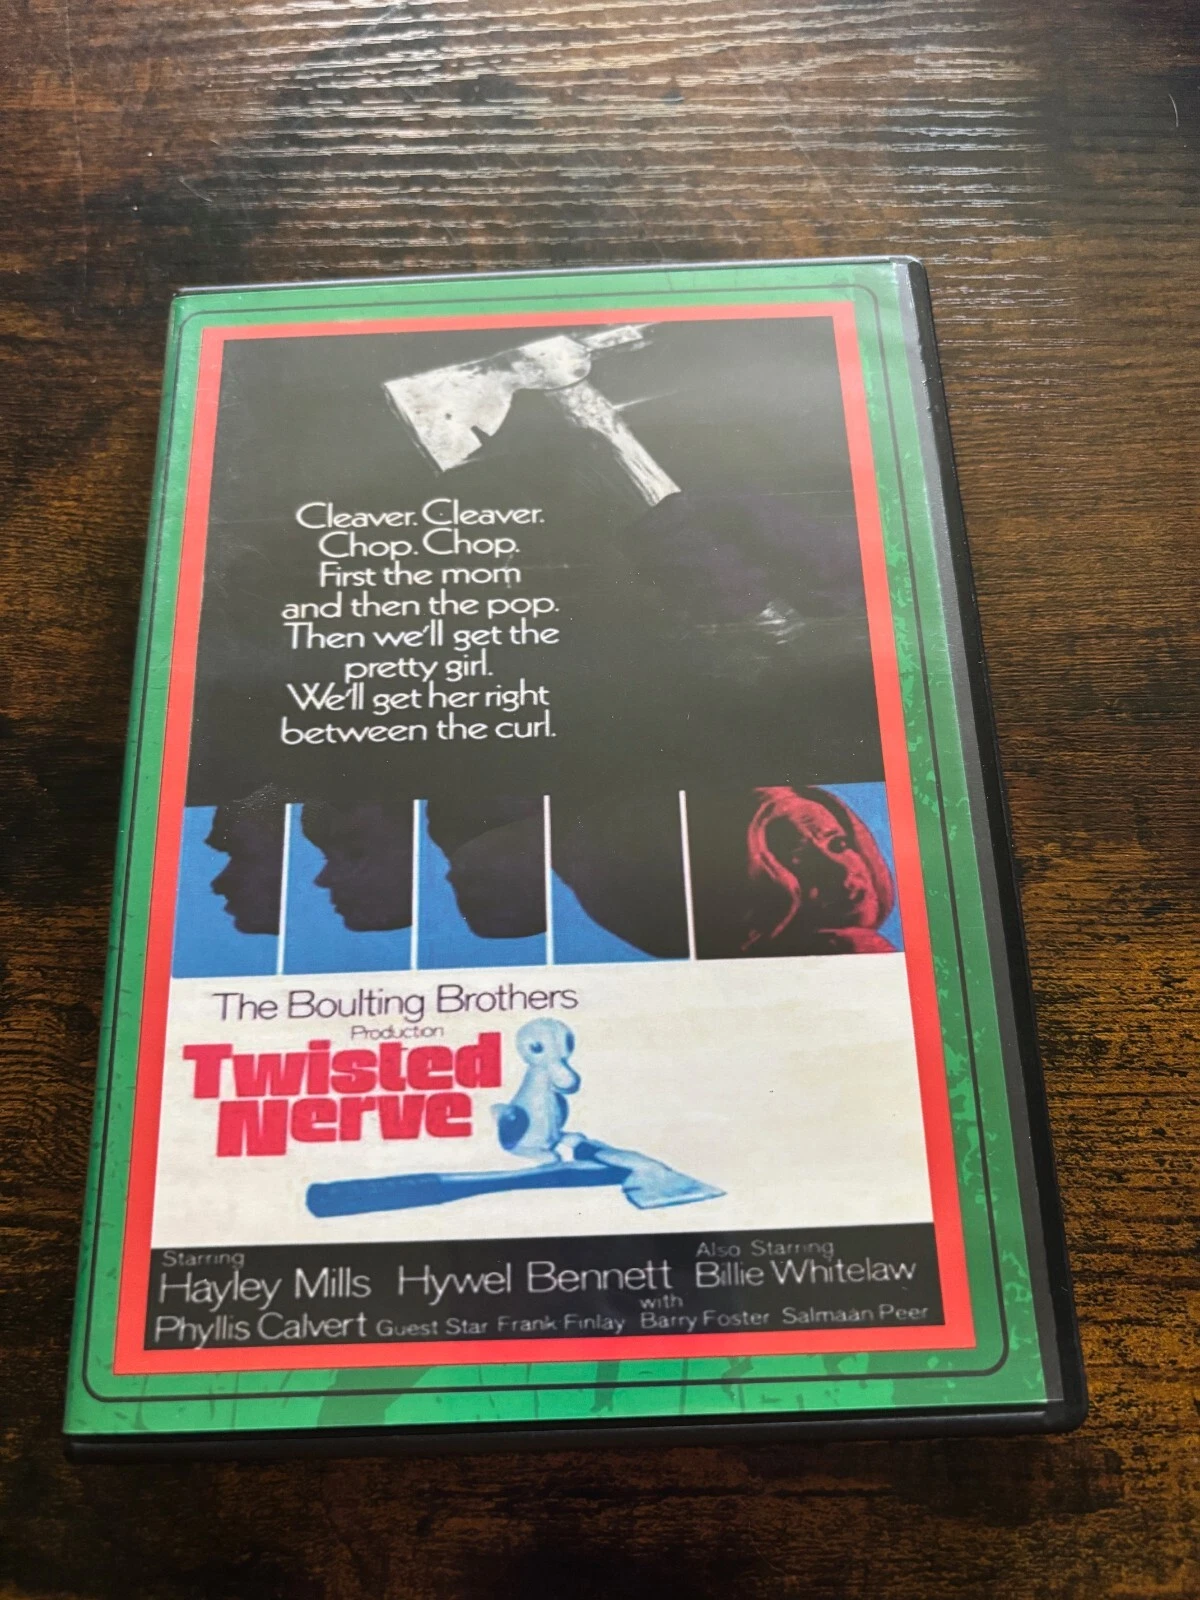 Cleaver. Cleaver.
Chop. Chop.
First the mom
and then the pop.
Then we'll get the
pretty girl.
We'll get her right
between the curl.
The Boulting Brothers
Production
Twisted
Nerve
Starring
Hayley Mills Hywel Bennett
Also Starring
Billie Whitelaw
Phyllis Calvert Guest Star Frank Finlay
with
Barry Foster Salmaan Peer